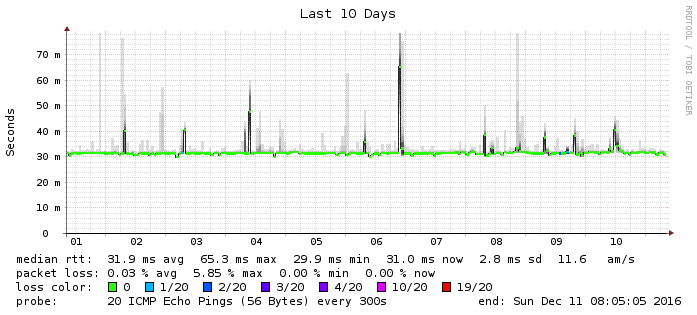 Last 10 Days
RRDTOOL / TOBI OETIKER
Seconds
70 m
60 m
50 m
40 m
30 m
20 m
10 m
0
01 02 03 04 05 06 07 08 09 10
median rtt: 31.9 ms avg 65.3 ms max 29.9 ms min 31.0 ms now 2.8 ms sd 11.6 am/s
packet loss: 0.03 % avg 5.85 % max 0.00 % min 0.00 % now
loss color: 0 1/20 2/20 3/20 4/20 10/20 19/20
probe: 20 ICMP Echo Pings (56 Bytes) every 300s end: Sun Dec 11 08:05:05 2016